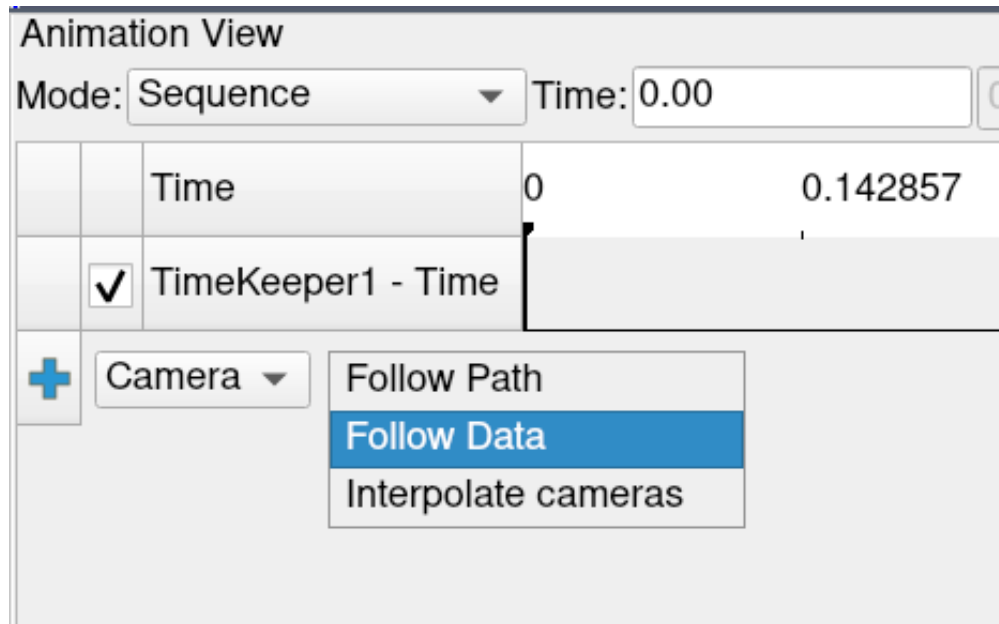 Animation View
Mode: Sequence Time: 0.00
Time 0 0.142857
TimeKeeper1 - Time
Camera Follow Path
Follow Data
Interpolate cameras